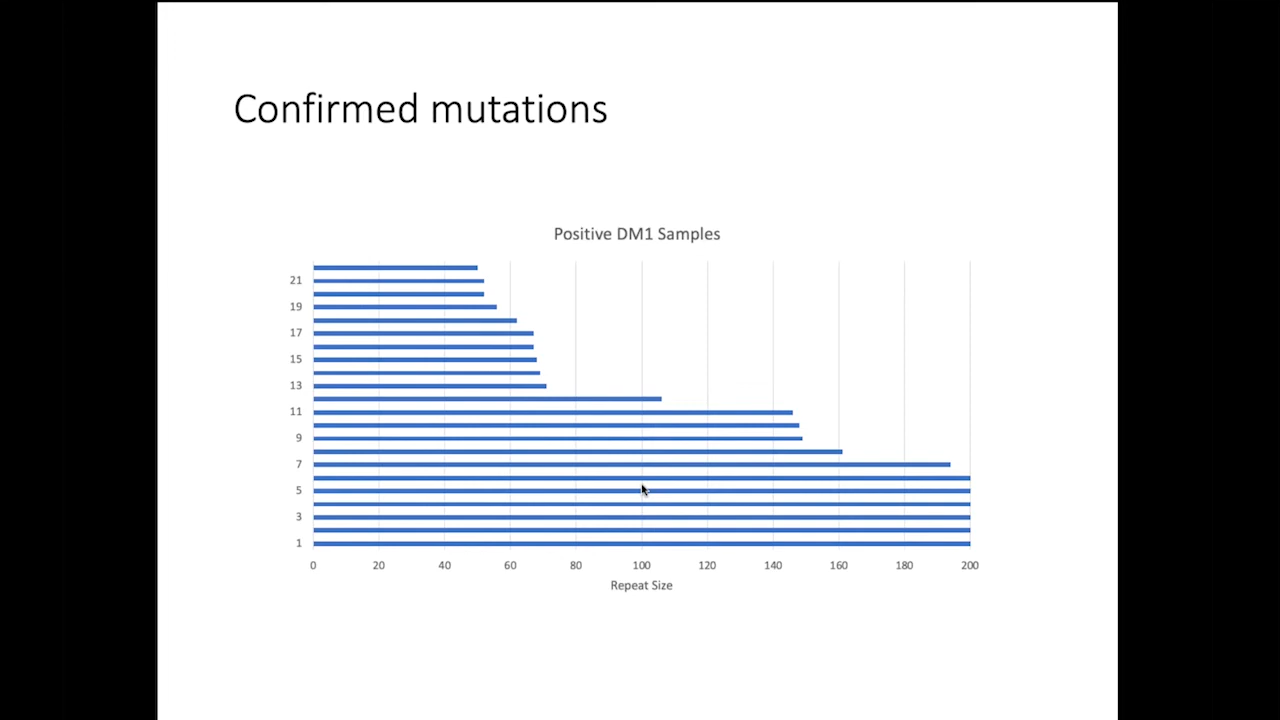 Confirmed mutations
Positive DM1 Samples
21
19
17
15
13
11
9
7
5
3
1
0 20 40 60 80 100 120 140 160 180 200
Repeat Size